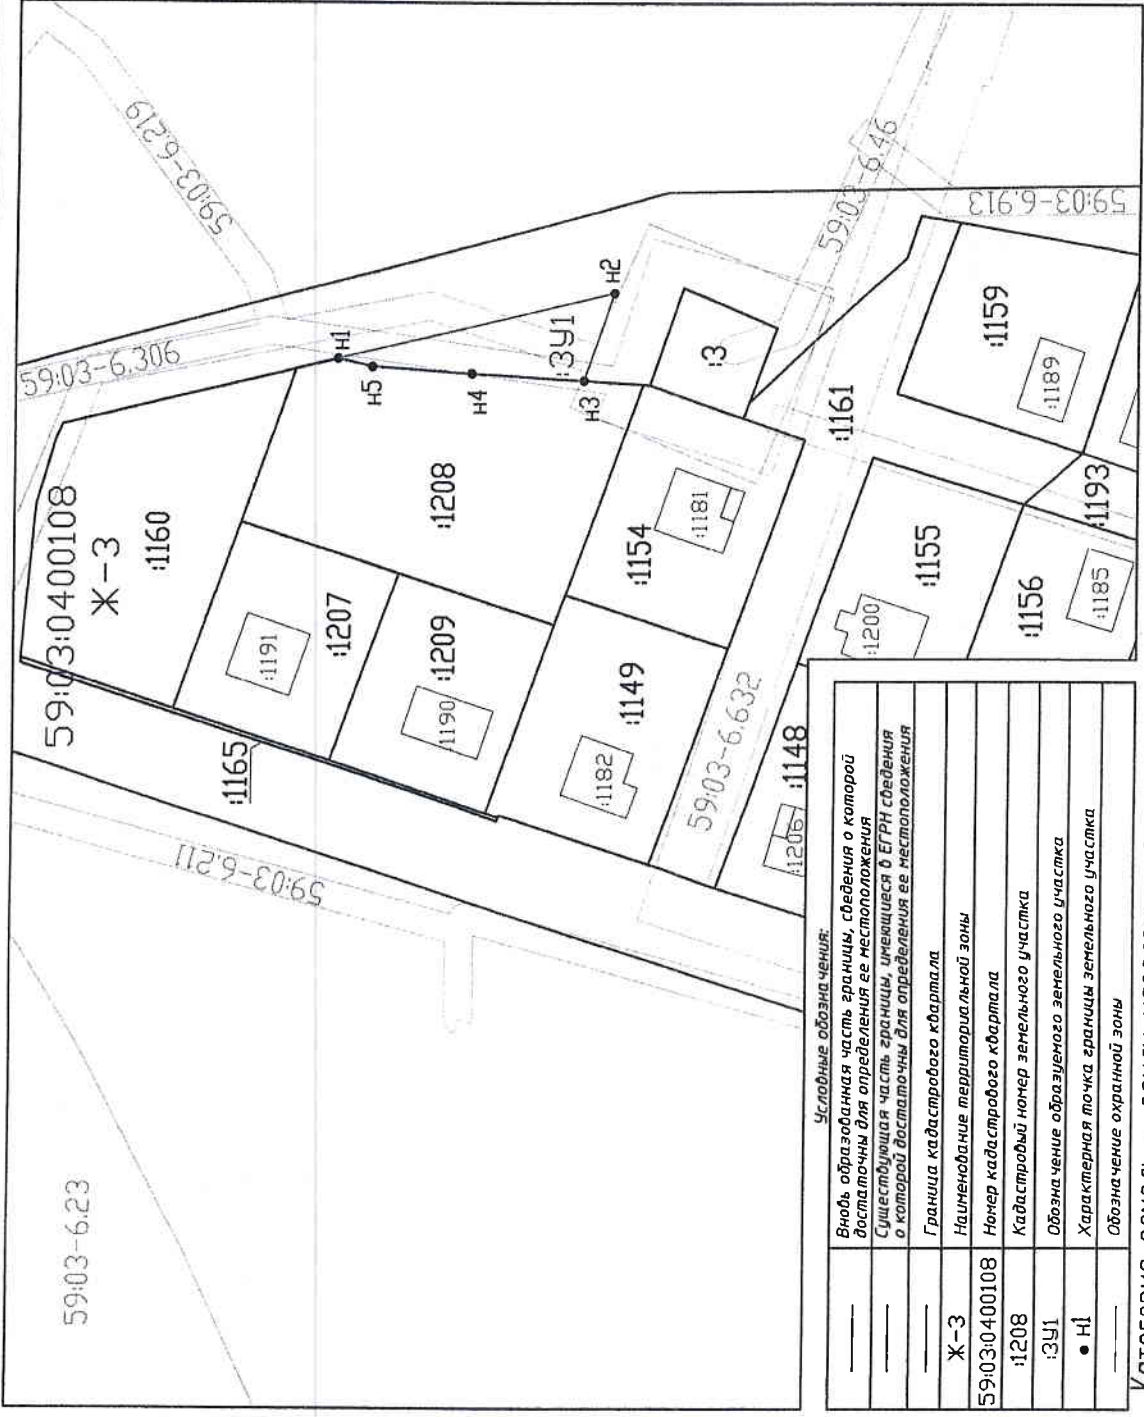 59:03-6.219
59:03-6.306
59:03:0400108
Ж-3
:1160
:1165
:1191
:1207
:1208
:1190
:1209
н1
н5
н4
н3
н2
:ЗУ1
59:03-6.46
59:03-6.913
:3
:1154
:1181
:1149
:1182
:1161
:1159
:1189
:1193
:1155
:1200
:1156
:1185
:1148
:1206
59:03-6.632
59:03-6.211
59:03-6.23
Условные обозначения:
Вновь образованная часть границы, сведения о которой
достаточны для определения ее местоположения
Существующая часть границы, имеющиеся в ЕГРН сведения
о которой достаточны для определения ее местоположения
Граница кадастрового квартала
Ж-3 Наименование территориальной зоны
59:03:0400108 Номер кадастрового квартала
:1208 Кадастровый номер земельного участка
:ЗУ1 Обозначение образуемого земельного участка
• н1 Характерная точка границы земельного участка
Обозначение охранной зоны